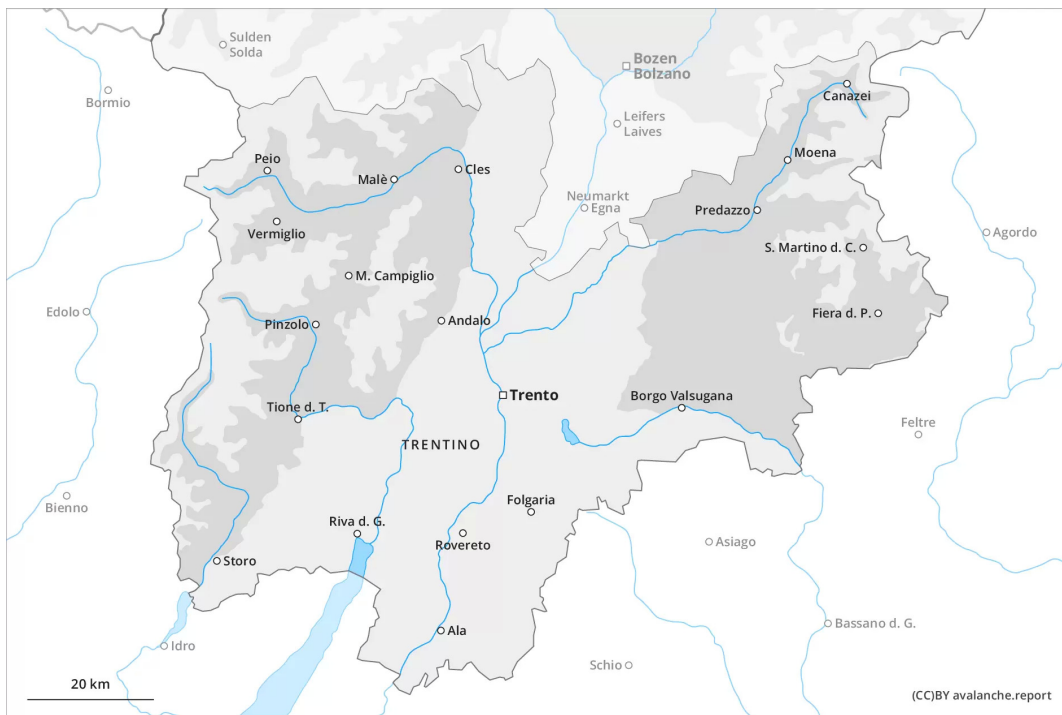 Sulden
Solda
Bozen
Bolzano
Bormio
Canazei
Leifers
Laives
Moena
Peio
Cles
Malè
Neumarkt
Egna
Predazzo
Vermiglio
Agordo
S. Martino d. C.
M. Campiglio
Edolo
Fiera d. P.
Pinzolo
Andalo
Trento
Borgo Valsugana
Tione d. T.
Feltre
TRENTINO
Bienno
Folgaria
Riva d. G.
Rovereto
Asiago
Storo
Bassano d. G.
Ala
Idro
Schio
20 km
(CC)BY avalanche.report